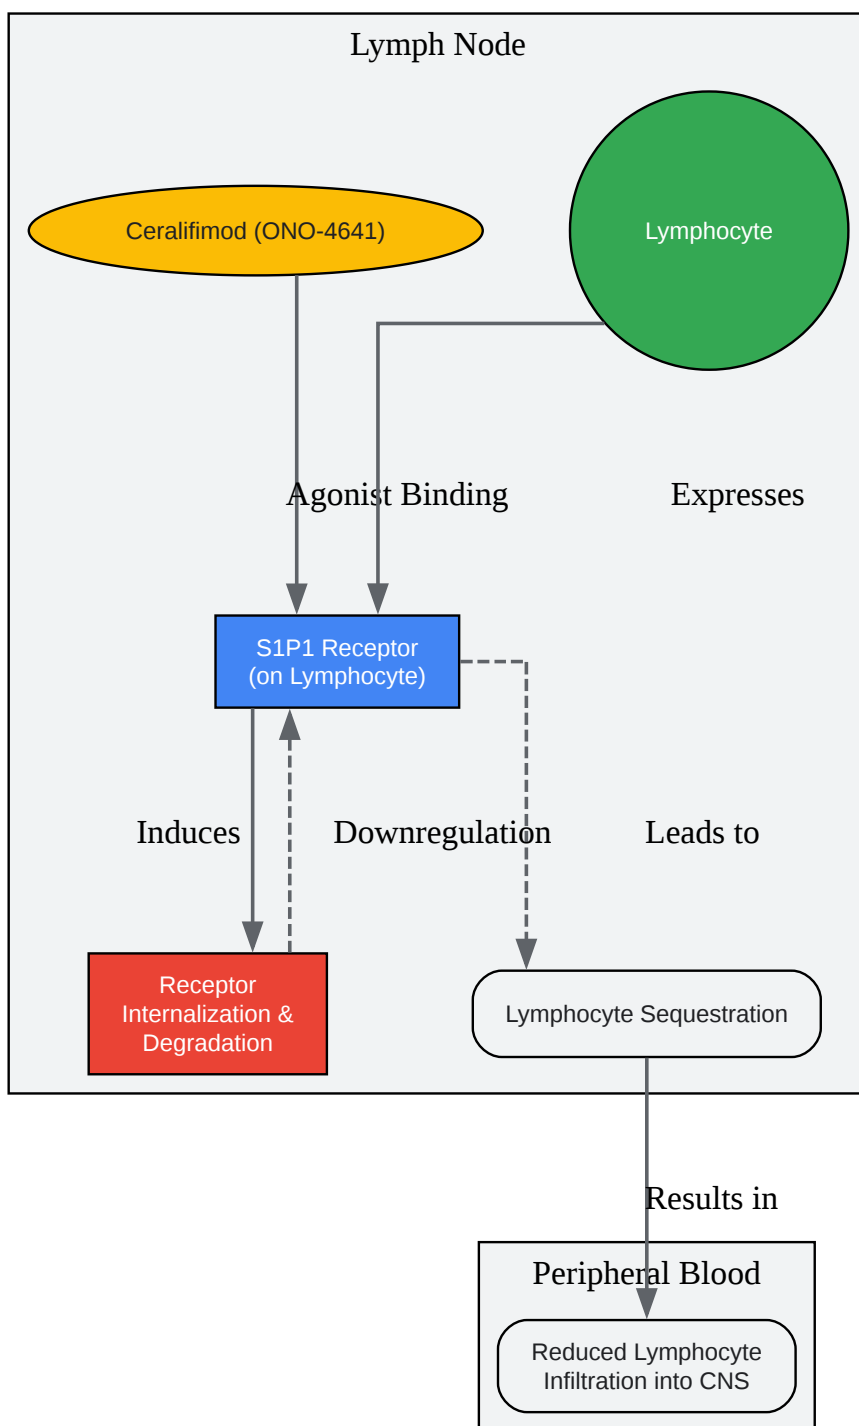 Lymph Node
Ceralifimod (ONO-4641)
Lymphocyte
Agonist Binding
Expresses
S1P1 Receptor
(on Lymphocyte)
Induces
Downregulation
Leads to
Receptor
Internalization &
Degradation
Lymphocyte Sequestration
Results in
Peripheral Blood
Reduced Lymphocyte
Infiltration into CNS